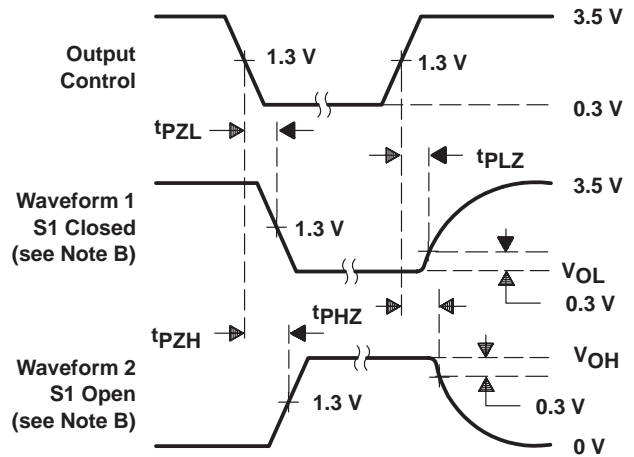 3.5 V
Output
Control
1.3 V
1.3 V
0.3 V
tPZL
tPLZ
Waveform 1
S1 Closed
(see Note B)
3.5 V
1.3 V
VOL
0.3 V
tPZH
tPHZ
Waveform 2
S1 Open
(see Note B)
VOH
1.3 V
0.3 V
0 V